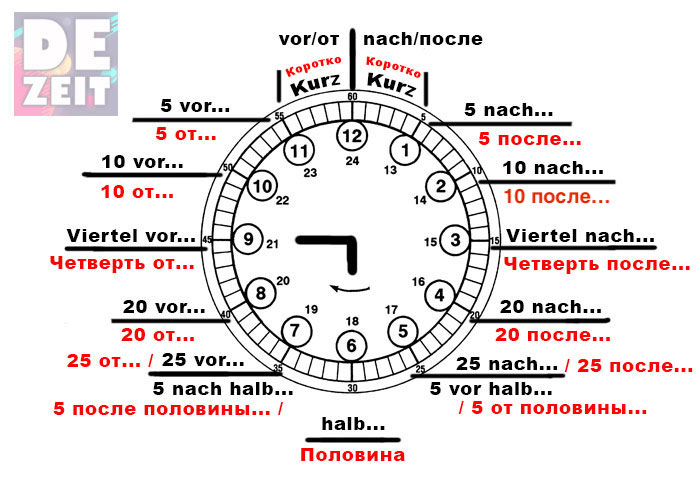 DE
ZEIT
vor/от
nach/после
Коротко
Kurz
Коротко
Kurz
5 vor...
5 от...
5 nach...
5 после...
10 vor...
10 от...
10 nach...
10 после...
Viertel vor...
Четверть от...
Viertel nach...
Четверть после...
20 vor...
20 от...
20 nach...
20 после...
25 от... / 25 vor...
5 nach halb...
5 после половины... /
25 nach... / 25 после...
5 vor halb...
/ 5 от половины...
halb...
Половина
60
5
10
15
20
25
30
35
40
45
50
55
12
1
2
3
4
5
6
7
8
9
10
11
24
13
14
15
16
17
18
19
20
21
22
23